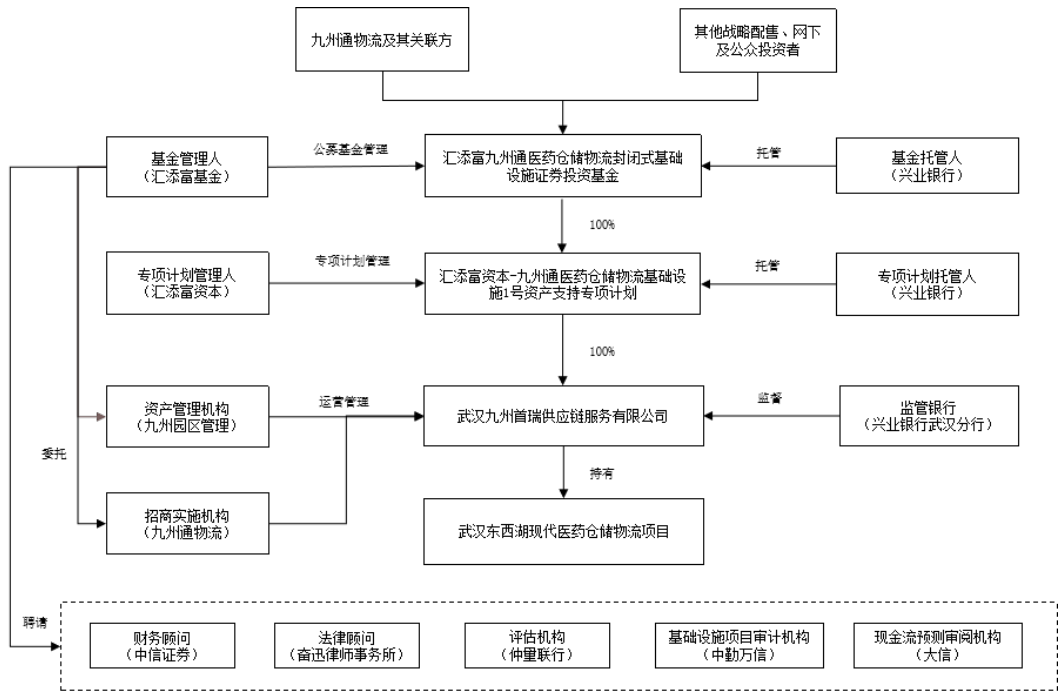 九州通物流及其关联方
其他战略配售、网下
及公众投资者
基金管理人
（汇添富基金）
公募基金管理
汇添富九州通医药仓储物流封闭式基础
设施证券投资基金
托管
基金托管人
（兴业银行）
100%
专项计划管理人
（汇添富资本）
专项计划管理
汇添富资本-九州通医药仓储物流基础设
施1号资产支持专项计划
托管
专项计划托管人
（兴业银行）
100%
资产管理机构
（九州园区管理）
运营管理
武汉九州首瑞供应链服务有限公司
监督
监管银行
（兴业银行武汉分行）
委托
持有
招商实施机构
（九州通物流）
武汉东西湖现代医药仓储物流项目
聘请
财务顾问
（中信证券）
法律顾问
（奋迅律师事务所）
评估机构
（仲量联行）
基础设施项目审计机构
（中勤万信）
现金流预测审阅机构
（大信）